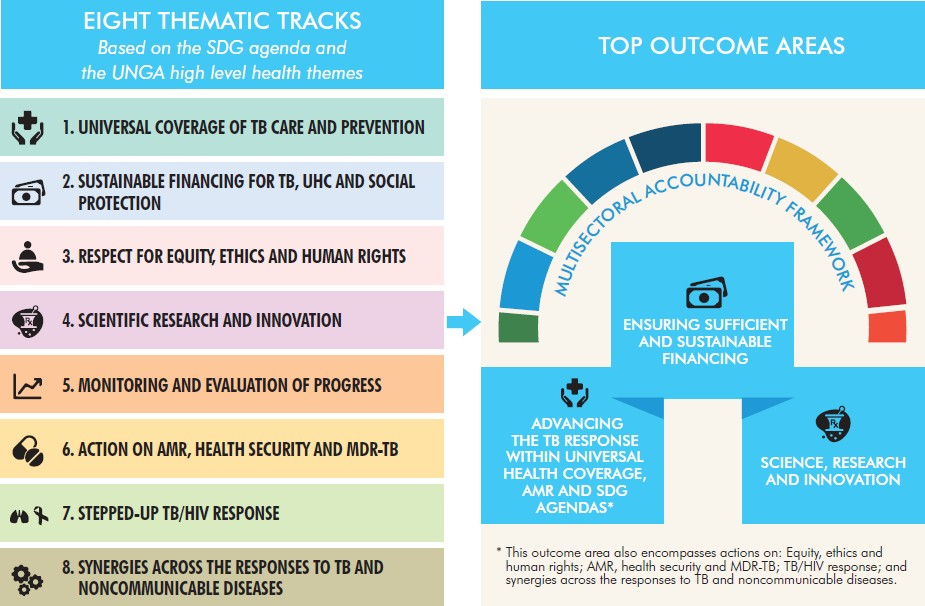 EIGHT THEMATIC TRACKS
Based on the SDG agenda and
the UNGA high level health themes
1. UNIVERSAL COVERAGE OF TB CARE AND PREVENTION
2. SUSTAINABLE FINANCING FOR TB, UHC AND SOCIAL
PROTECTION
3. RESPECT FOR EQUITY, ETHICS AND HUMAN RIGHTS
4. SCIENTIFIC RESEARCH AND INNOVATION
5. MONITORING AND EVALUATION OF PROGRESS
6. ACTION ON AMR, HEALTH SECURITY AND MDR-TB
7. STEPPED-UP TB/HIV RESPONSE
8. SYNERGIES ACROSS THE RESPONSES TO TB AND
NONCOMMUNICABLE DISEASES
TOP OUTCOME AREAS
MULTISECTORAL ACCOUNTABILITY FRAMEWORK
ENSURING SUFFICIENT
AND SUSTAINABLE
FINANCING
ADVANCING
THE TB RESPONSE
WITHIN UNIVERSAL
HEALTH COVERAGE,
AMR AND SDG
AGENDAS*
SCIENCE, RESEARCH
AND INNOVATION
* This outcome area also encompasses actions on: Equity, ethics and
human rights; AMR, health security and MDR-TB; TB/HIV response; and
synergies across the responses to TB and noncommunicable diseases.